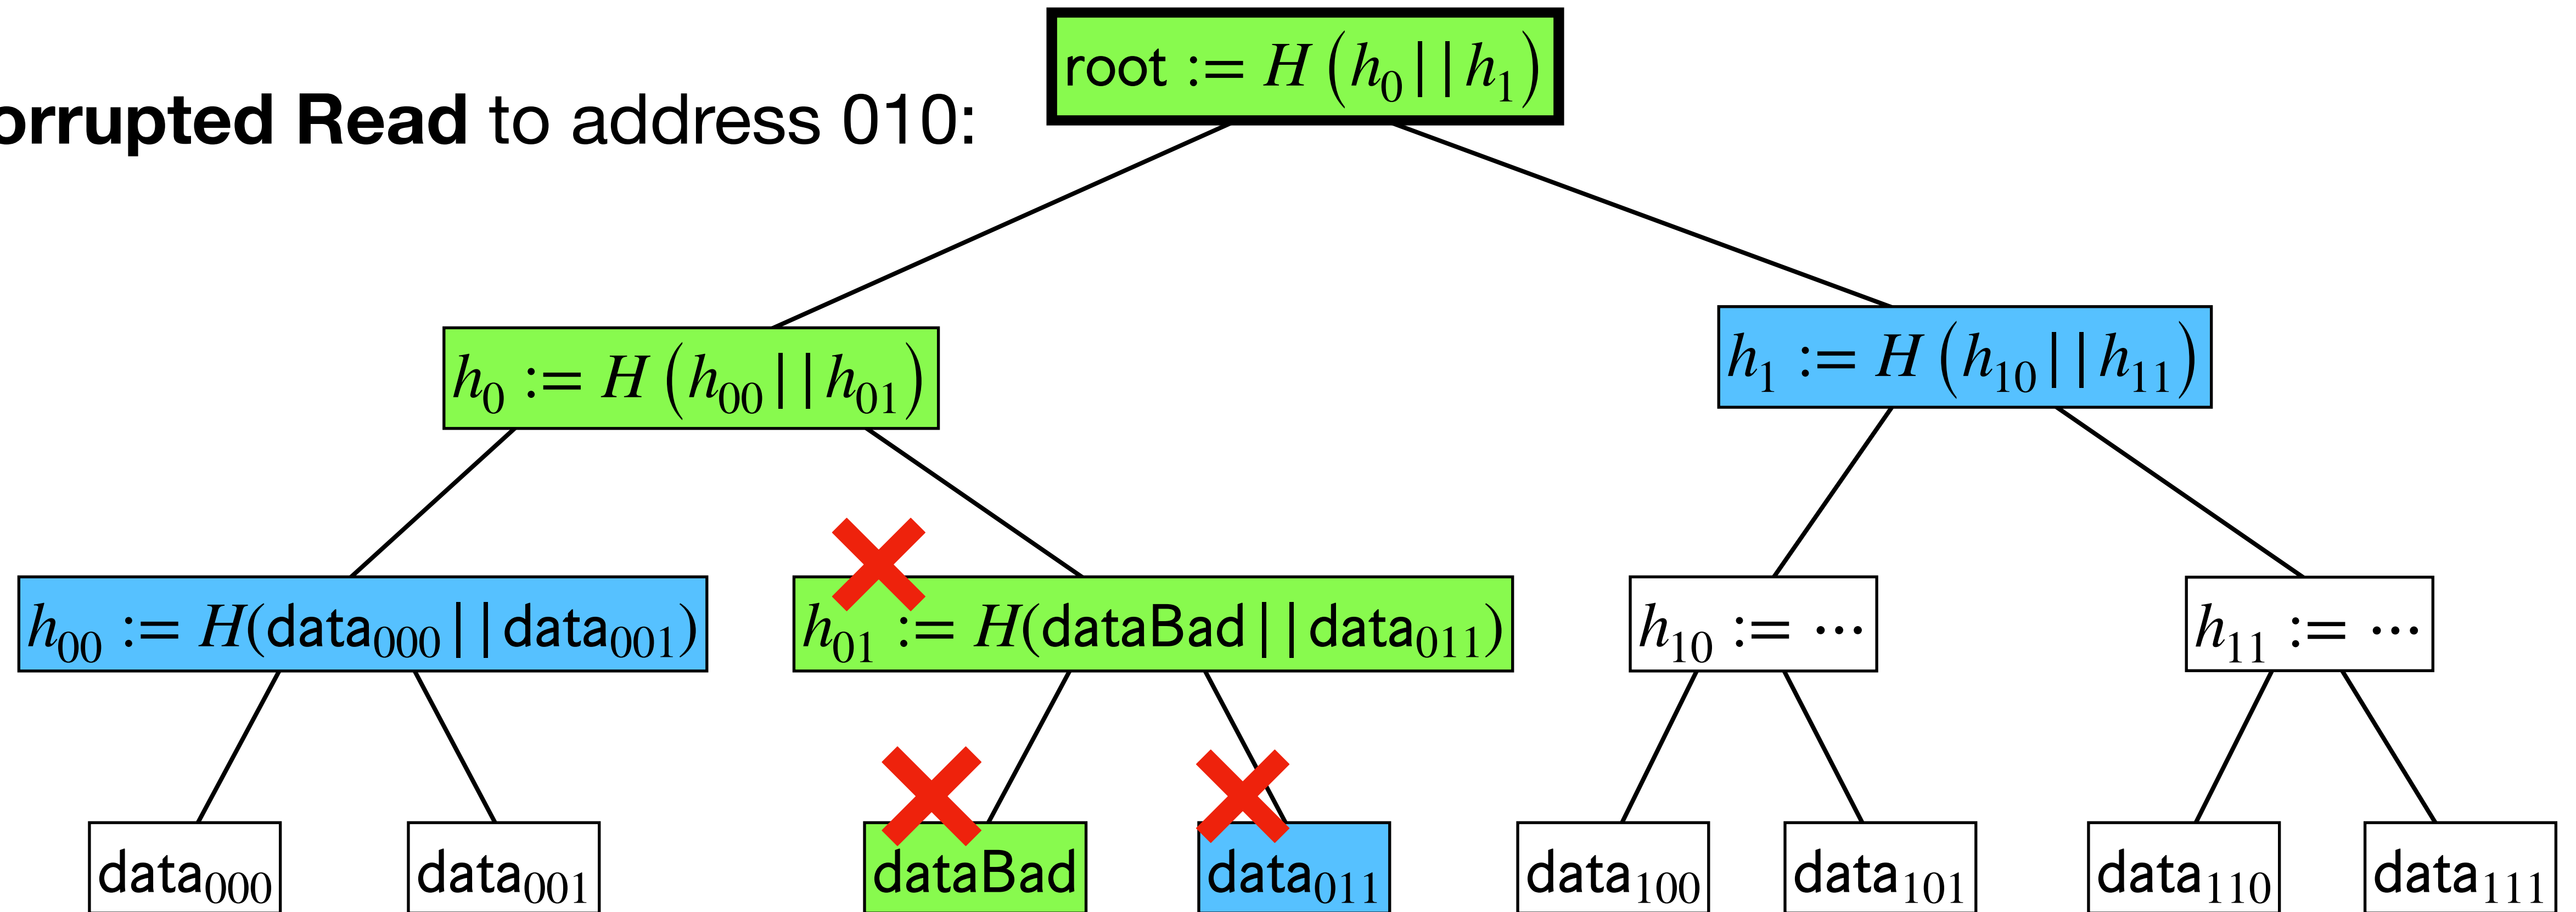 orrupted Read to address 010:
root := H (h₀ || h₁)
h₀ := H (h₀₀ || h₀₁)
h₁ := H (h₁₀ || h₁₁)
h₀₀ := H(data₀₀₀ || data₀₀₁)
h₀₁ := H(dataBad || data₀₁₁)
h₁₀ := ⋯
h₁₁ := ⋯
data₀₀₀
data₀₀₁
dataBad
data₀₁₁
data₁₀₀
data₁₀₁
data₁₁₀
data₁₁₁